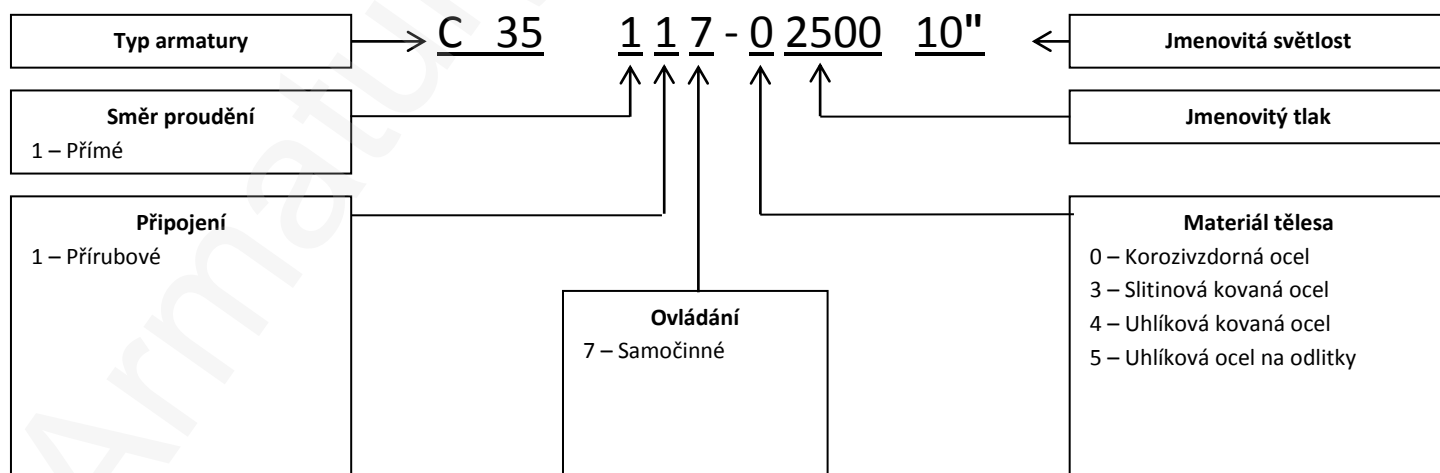 Typ armatury
C 35 1 1 7 - 0 2500 10"
Jmenovitá světlost
Směr proudění
1 – Přímé
Jmenovitý tlak
Připojení
1 – Přírubové
Ovládání
7 – Samočinné
Materiál tělesa
0 – Korozivzdorná ocel
3 – Slitinová kovaná ocel
4 – Uhlíková kovaná ocel
5 – Uhlíková ocel na odlitky
Armatur